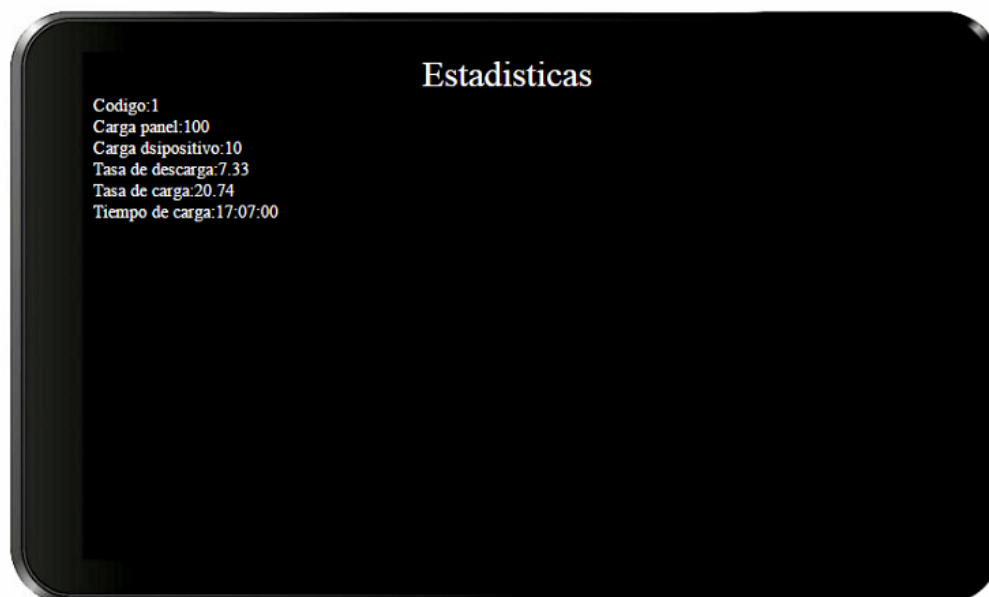 Estadisticas
Codigo:1
Carga panel:100
Carga dsipositivo:10
Tasa de descarga:7.33
Tasa de carga:20.74
Tiempo de carga:17:07:00